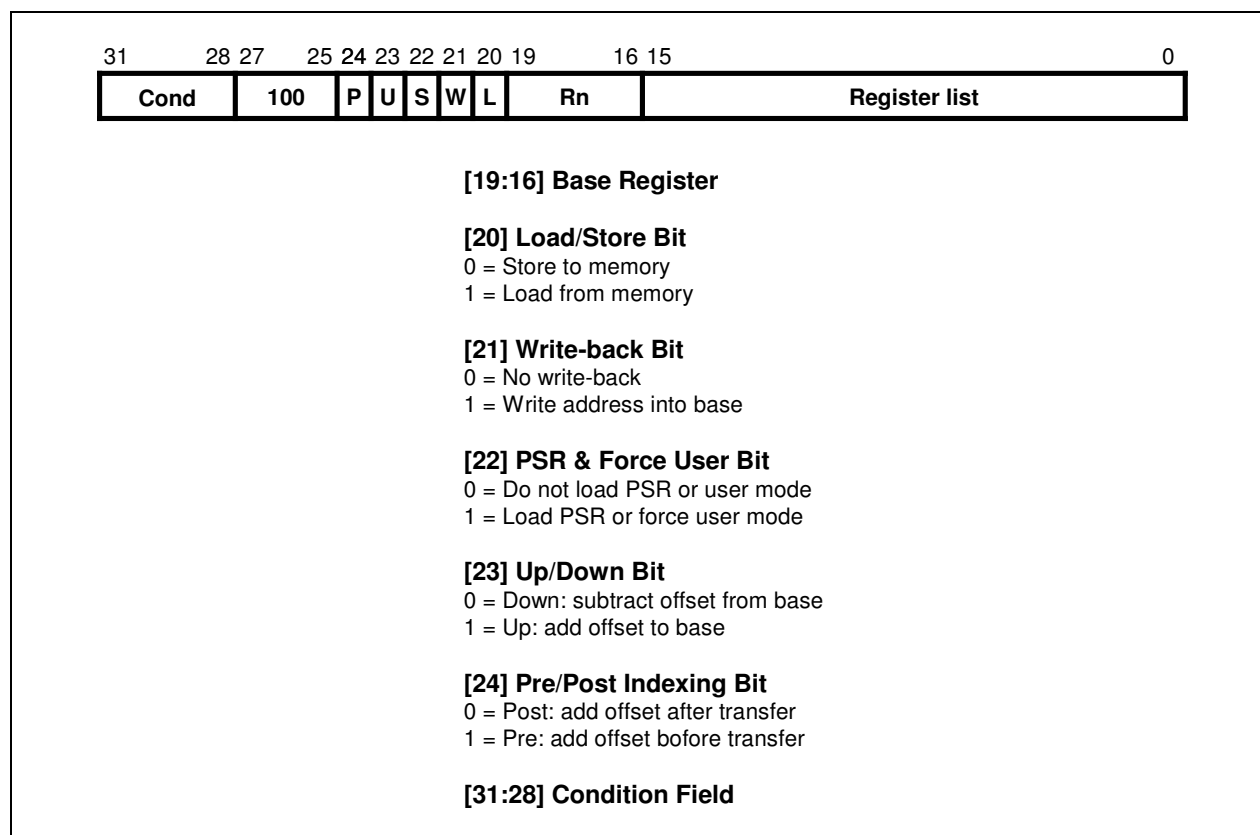 31 28 27 25 24 23 22 21 20 19 16 15 0
Cond 100 P U S W L Rn Register list
[19:16] Base Register
[20] Load/Store Bit
0 = Store to memory
1 = Load from memory
[21] Write-back Bit
0 = No write-back
1 = Write address into base
[22] PSR & Force User Bit
0 = Do not load PSR or user mode
1 = Load PSR or force user mode
[23] Up/Down Bit
0 = Down: subtract offset from base
1 = Up: add offset to base
[24] Pre/Post Indexing Bit
0 = Post: add offset after transfer
1 = Pre: add offset bofore transfer
[31:28] Condition Field